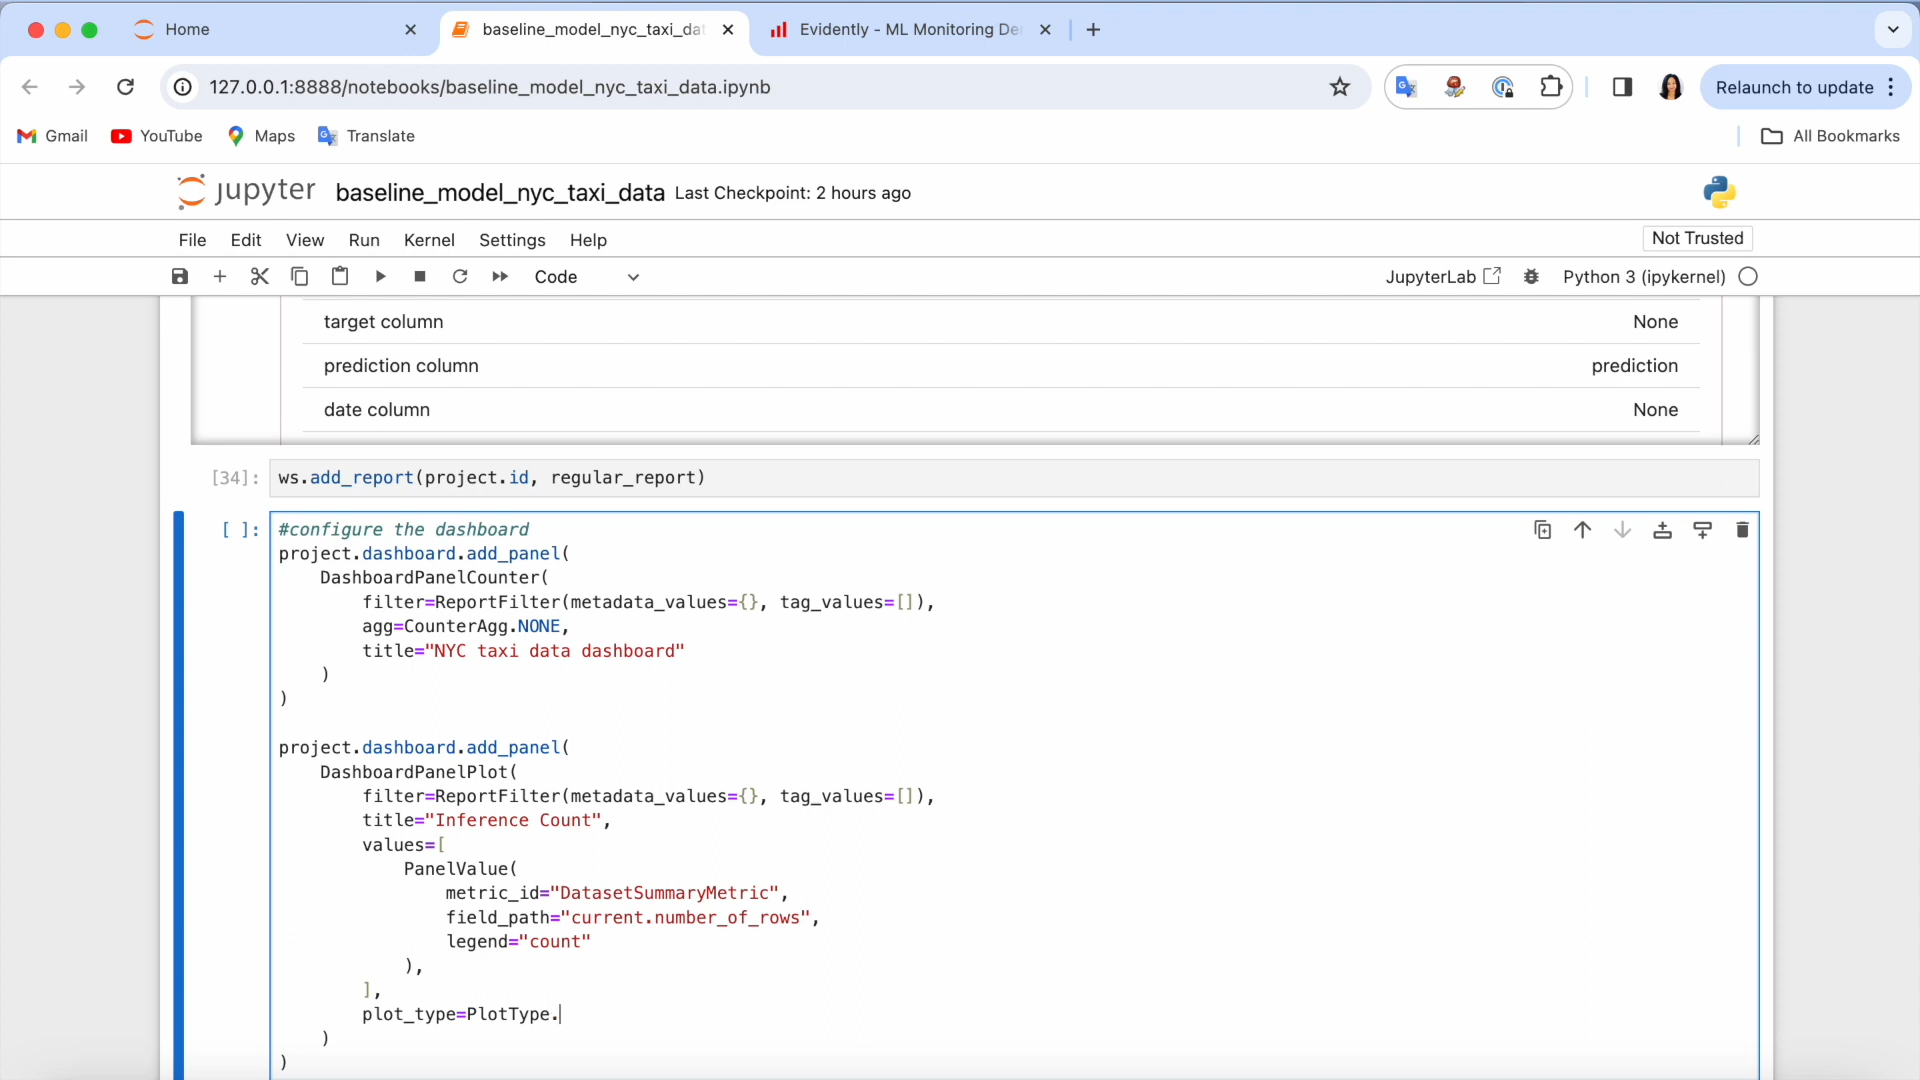 Home
baseline_model_nyc_taxi_dat
Evidently - ML Monitoring De
127.0.0.1:8888/notebooks/baseline_model_nyc_taxi_data.ipynb
Relaunch to update
Gmail
YouTube
Maps
Translate
All Bookmarks
jupyter
baseline_model_nyc_taxi_data
Last Checkpoint: 2 hours ago
File
Edit
View
Run
Kernel
Settings
Help
Not Trusted
Code
JupyterLab
Python 3 (ipykernel)
target column None
prediction column prediction
date column None
[34]: ws.add_report(project.id, regular_report)
[ ]: #configure the dashboard
project.dashboard.add_panel(
    DashboardPanelCounter(
        filter=ReportFilter(metadata_values={}, tag_values=[]),
        agg=CounterAgg.NONE,
        title="NYC taxi data dashboard"
    )
)
project.dashboard.add_panel(
    DashboardPanelPlot(
        filter=ReportFilter(metadata_values={}, tag_values=[]),
        title="Inference Count",
        values=[
            PanelValue(
                metric_id="DatasetSummaryMetric",
                field_path="current.number_of_rows",
                legend="count"
            ),
        ],
        plot_type=PlotType.
    )
)